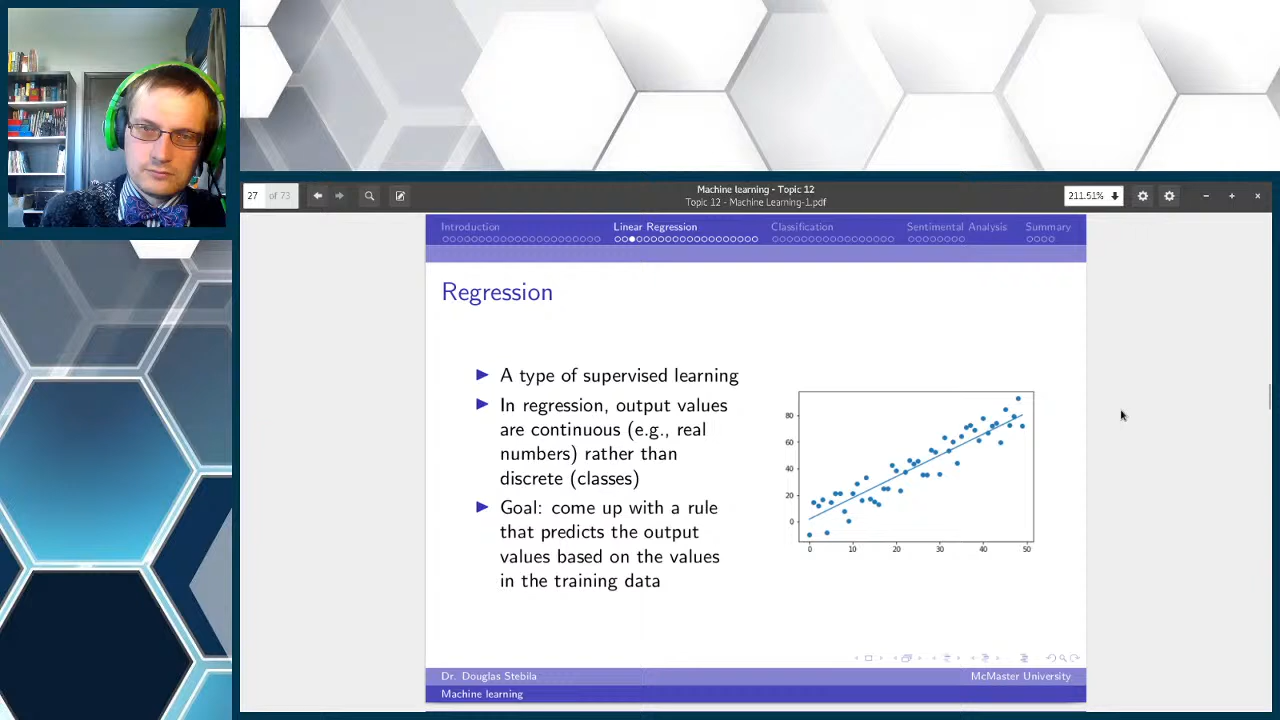 27 of 73
Machine learning - Topic 12
Topic 12 - Machine Learning-1.pdf
211.51%
Introduction
Linear Regression
Classification
Sentimental Analysis
Summary
Regression
A type of supervised learning
In regression, output values
are continuous (e.g., real
numbers) rather than
discrete (classes)
Goal: come up with a rule
that predicts the output
values based on the values
in the training data
80
60
40
20
0
0 10 20 30 40 50
Dr. Douglas Stebila
McMaster University
Machine learning